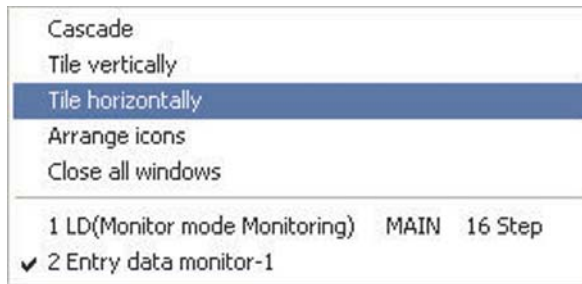 Cascade
Tile vertically
Tile horizontally
Arrange icons
Close all windows
1 LD(Monitor mode Monitoring) MAIN 16 Step
2 Entry data monitor-1